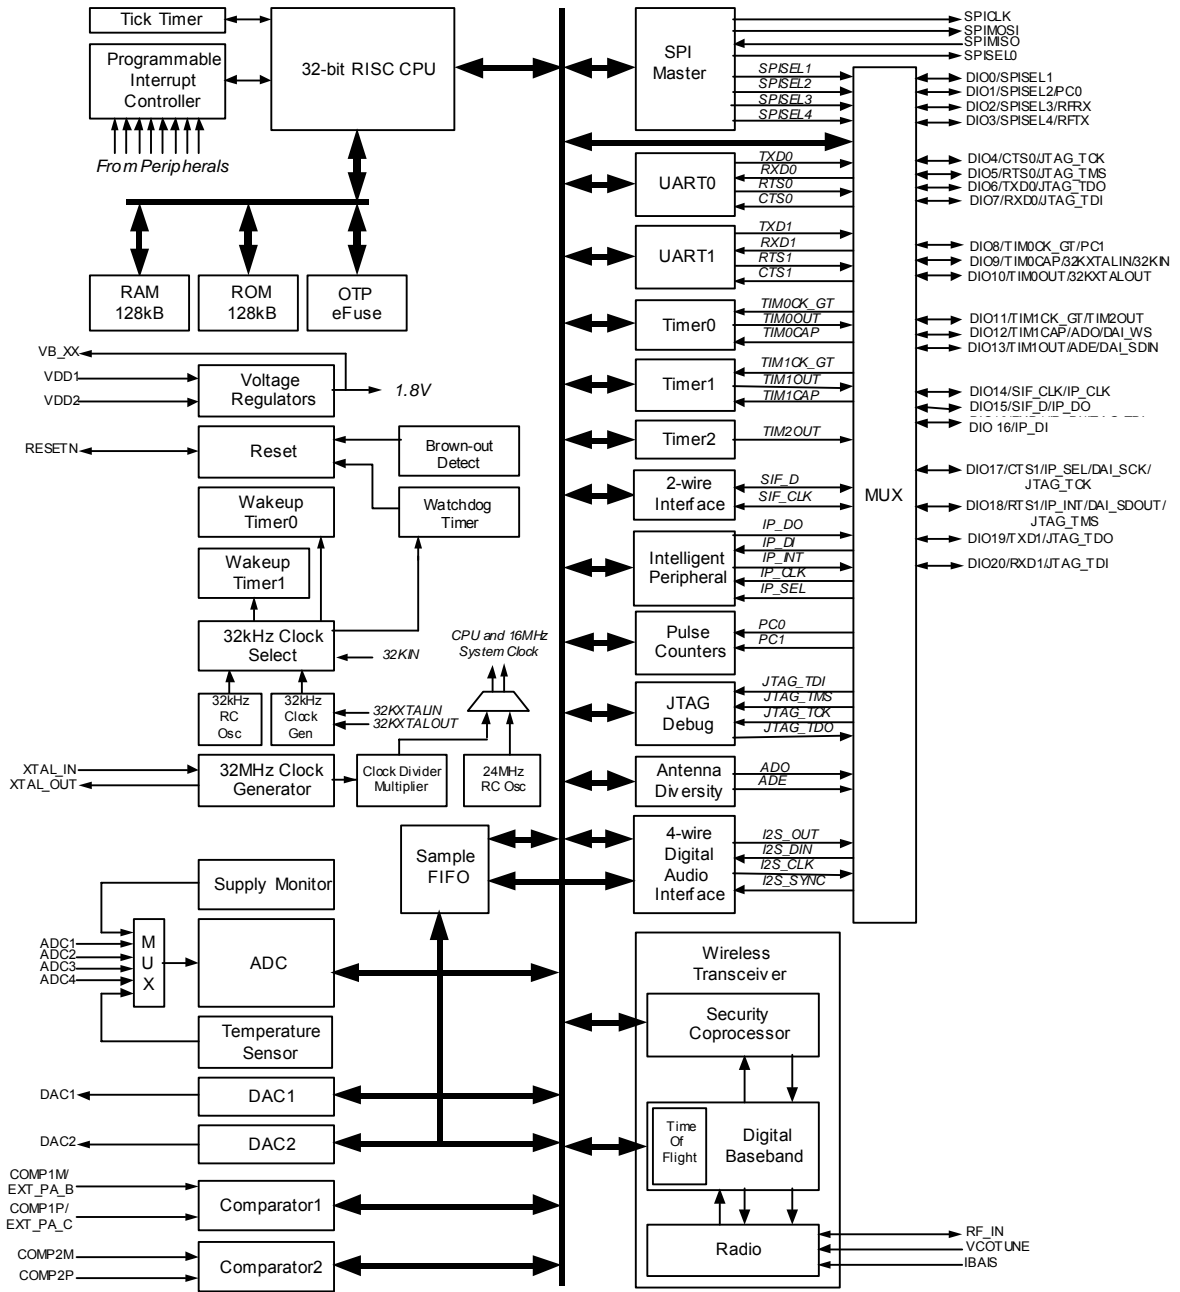 Tick Timer
Programmable
Interrupt
Controller
From Peripherals
32-bit RISC CPU
RAM
128kB
ROM
128kB
OTP
eFuse
VB_XX
VDD1
VDD2
Voltage
Regulators
1.8V
RESETN
Reset
Brown-out
Detect
Wakeup
Timer0
Watchdog
Timer
Wakeup
Timer1
32kHz Clock
Select
32KIN
32kHz
RC
Osc
32kHz
Clock
Gen
32KXTALIN
32KXTALOUT
CPU and 16MHz
System Clock
XTAL_IN
XTAL_OUT
32MHz Clock
Generator
Clock Divider
Multiplier
24MHz
RC Osc
Sample
FIFO
Supply Monitor
ADC1
ADC2
ADC3
ADC4
M
U
X
ADC
Temperature
Sensor
DAC1
DAC1
DAC2
DAC2
COMP1M/
EXT_PA_B
COMP1P/
EXT_PA_C
Comparator1
COMP2M
COMP2P
Comparator2
SPI
Master
SPISEL1
SPISEL2
SPISEL3
SPISEL4
UART0
TXD0
RXD0
RTS0
CTS0
UART1
TXD1
RXD1
RTS1
CTS1
Timer0
TIM0CK_GT
TIM0OUT
TIM0CAP
Timer1
TIM1CK_GT
TIM1OUT
TIM1CAP
Timer2
TIM2OUT
2-wire
Interface
SIF_D
SIF_CLK
Intelligent
Peripheral
IP_DO
IP_DI
IP_INT
IP_CLK
IP_SEL
Pulse
Counters
PC0
PC1
JTAG
Debug
JTAG_TDI
JTAG_TMS
JTAG_TCK
JTAG_TDO
Antenna
Diversity
ADO
ADE
4-wire
Digital
Audio
Interface
I2S_OUT
I2S_DIN
I2S_CLK
I2S_SYNC
MUX
SPICLK
SPIMOSI
SPIMISO
SPISEL0
DIO0/SPISEL1
DIO1/SPISEL2/PC0
DIO2/SPISEL3/RFRX
DIO3/SPISEL4/RFTX
DIO4/CTS0/JTAG_TCK
DIO5/RTS0/JTAG_TMS
DIO6/TXD0/JTAG_TDO
DIO7/RXD0/JTAG_TDI
DIO8/TIM0CK_GT/PC1
DIO9/TIM0CAP/32KXTALIN/32KIN
DIO10/TIM0OUT/32KXTALOUT
DIO11/TIM1CK_GT/TIM2OUT
DIO12/TIM1CAP/ADO/DAI_WS
DIO13/TIM1OUT/ADE/DAI_SDIN
DIO14/SIF_CLK/IP_CLK
DIO15/SIF_D/IP_DO
DIO 16/IP_DI
DIO17/CTS1/IP_SEL/DAI_SCK/
JTAG_TCK
DIO18/RTS1/IP_INT/DAI_SDOUT/
JTAG_TMS
DIO19/TXD1/JTAG_TDO
DIO20/RXD1/JTAG_TDI
Wireless
Transceiver
Security
Coprocessor
Time
Of
Flight
Digital
Baseband
Radio
RF_IN
VCOTUNE
IBAIS